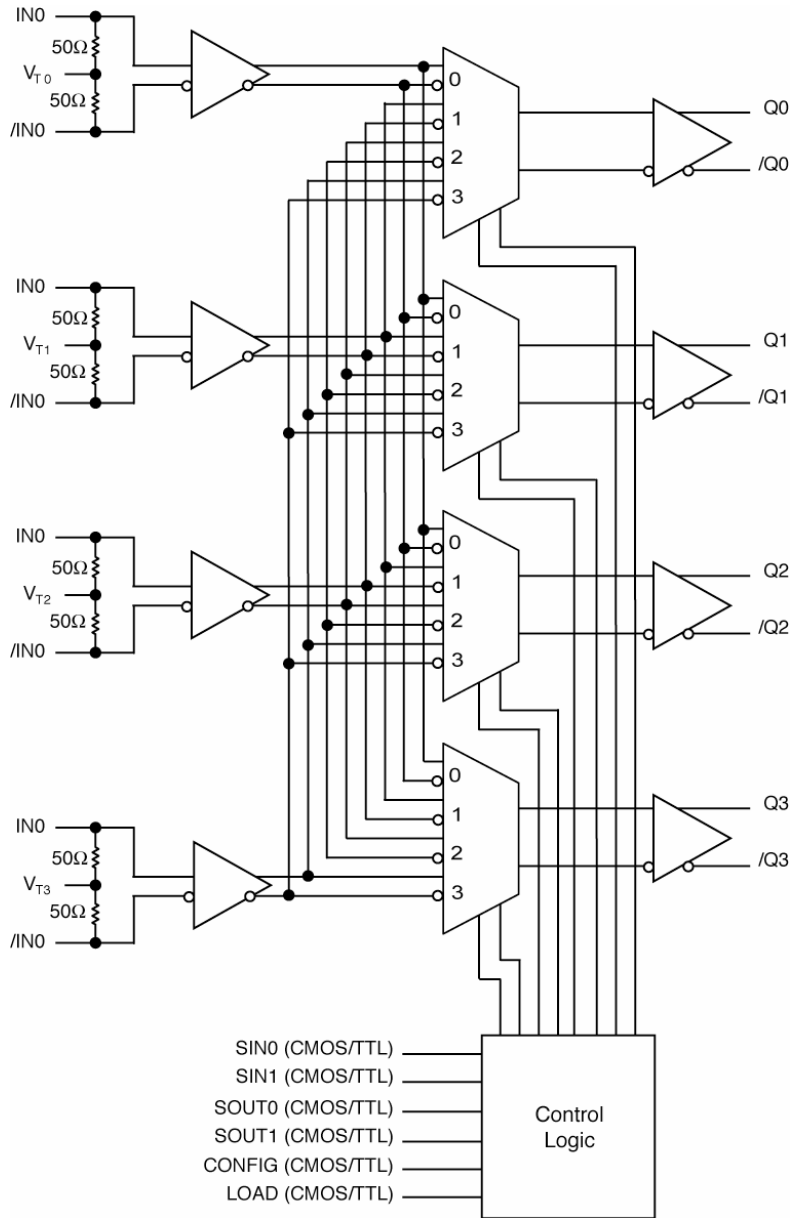 IN0
50Ω
VT0
50Ω
/IN0
0
1
2
3
Q0
/Q0
IN0
50Ω
VT1
50Ω
/IN0
0
1
2
3
Q1
/Q1
IN0
50Ω
VT2
50Ω
/IN0
0
1
2
3
Q2
/Q2
IN0
50Ω
VT3
50Ω
/IN0
0
1
2
3
Q3
/Q3
SIN0 (CMOS/TTL)
SIN1 (CMOS/TTL)
SOUT0 (CMOS/TTL)
SOUT1 (CMOS/TTL)
CONFIG (CMOS/TTL)
LOAD (CMOS/TTL)
Control
Logic